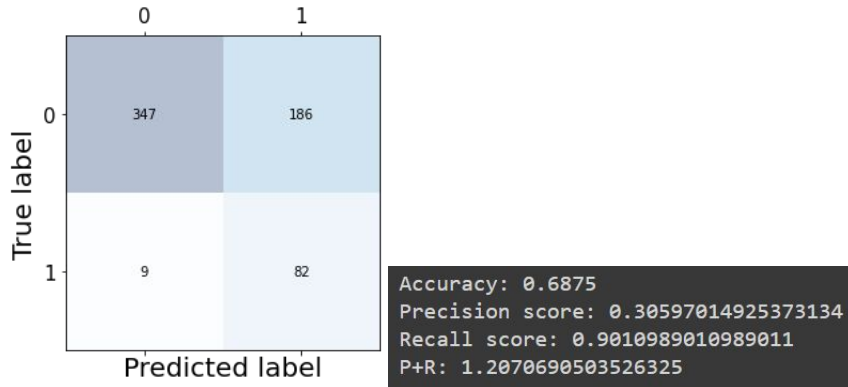 0 1
0 347 186
1 9 82
True label
Predicted label
Accuracy: 0.6875
Precision score: 0.30597014925373134
Recall score: 0.9010989010989011
P+R: 1.2070690503526325